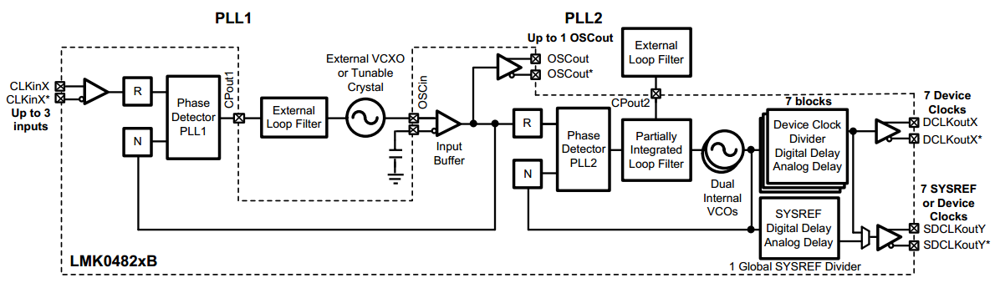 PLL1
PLL2
Up to 1 OSCout
External
Loop Filter
External VCXO
or Tunable
Crystal
OSCout
OSCout*
CLKinX
CLKinX*
Up to 3
inputs
R
N
Phase
Detector
PLL1
CPout1
External
Loop Filter
OSCin
Input
Buffer
R
N
Phase
Detector
PLL2
CPout2
Partially
Integrated
Loop Filter
Dual
Internal
VCOs
7 blocks
Device Clock
Divider
Digital Delay
Analog Delay
7 Device
Clocks
DCLKoutX
DCLKoutX*
SYSREF
Digital Delay
Analog Delay
1 Global SYSREF Divider
7 SYSREF
or Device
Clocks
SDCLKoutY
SDCLKoutY*
LMK0482xB